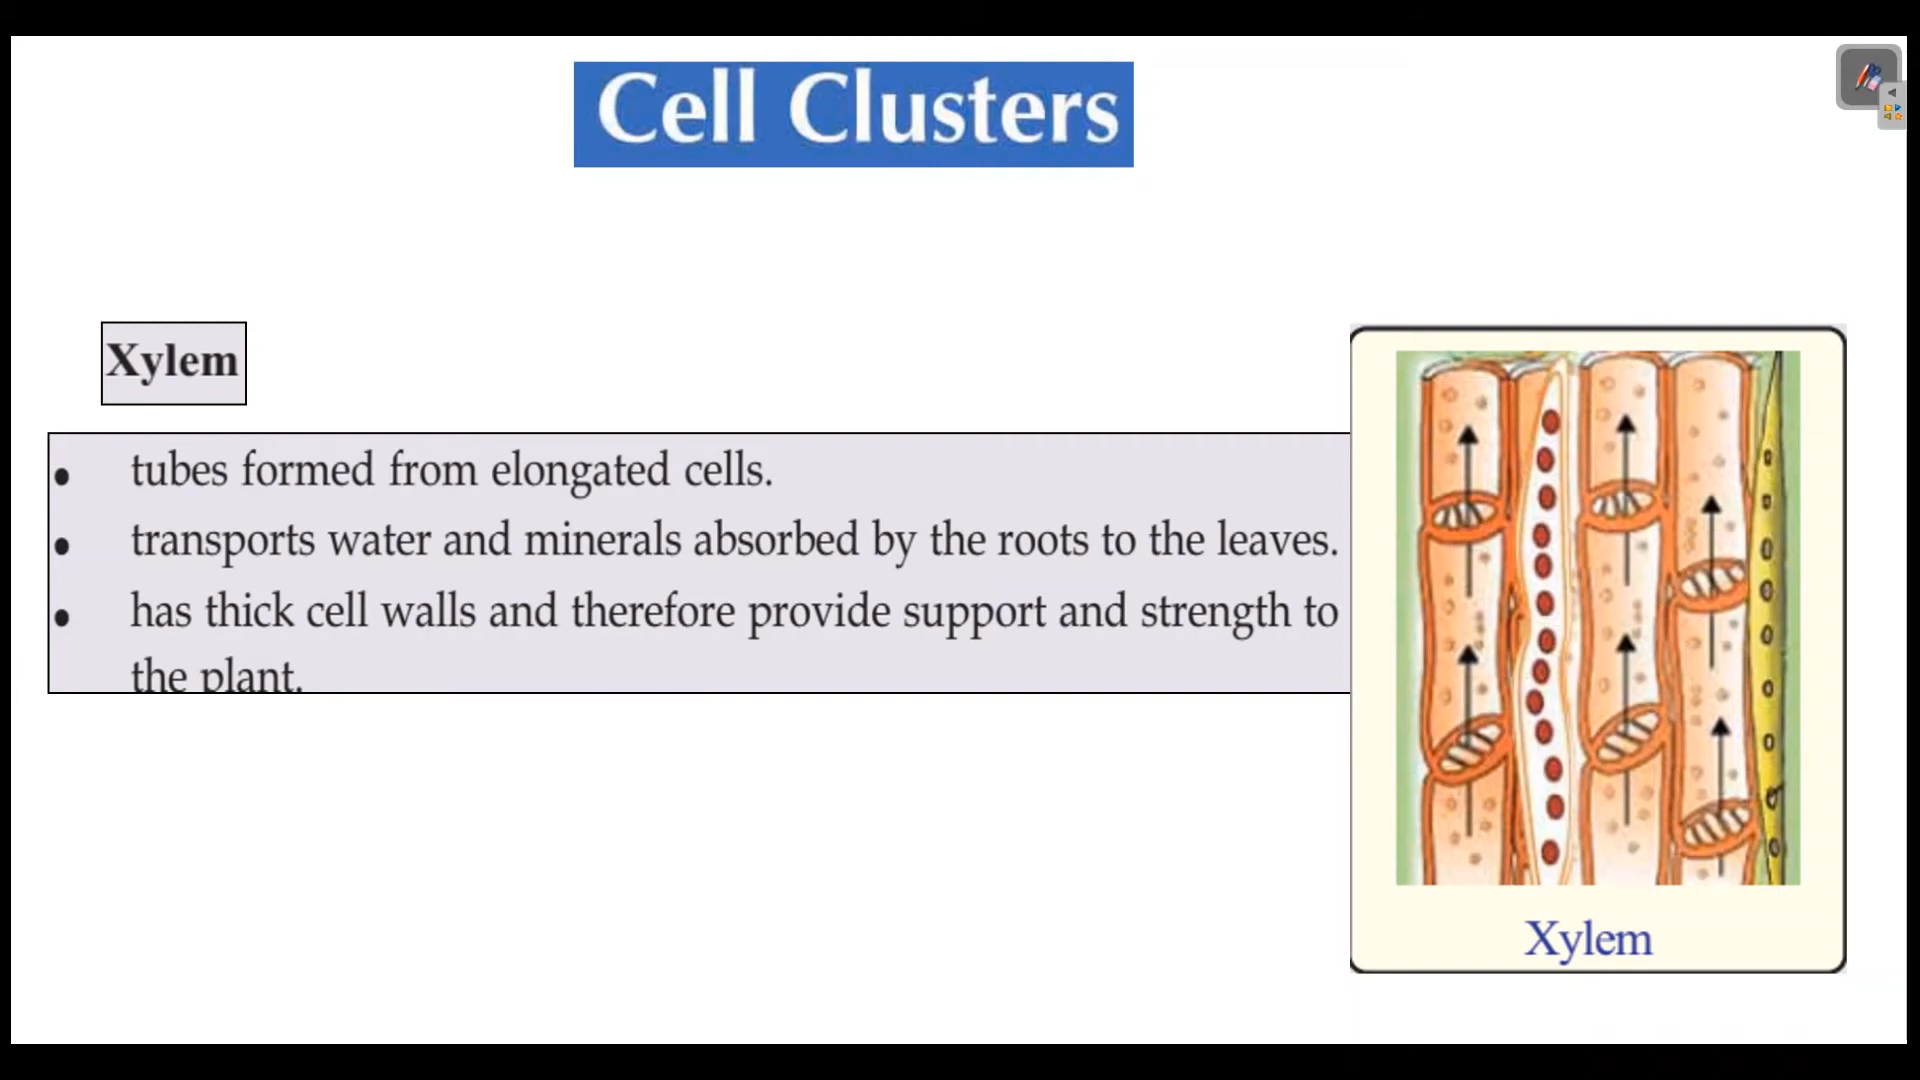 Cell Clusters
Xylem
• tubes formed from elongated cells.
• transports water and minerals absorbed by the roots to the leaves.
• has thick cell walls and therefore provide support and strength to
the plant.
Xylem